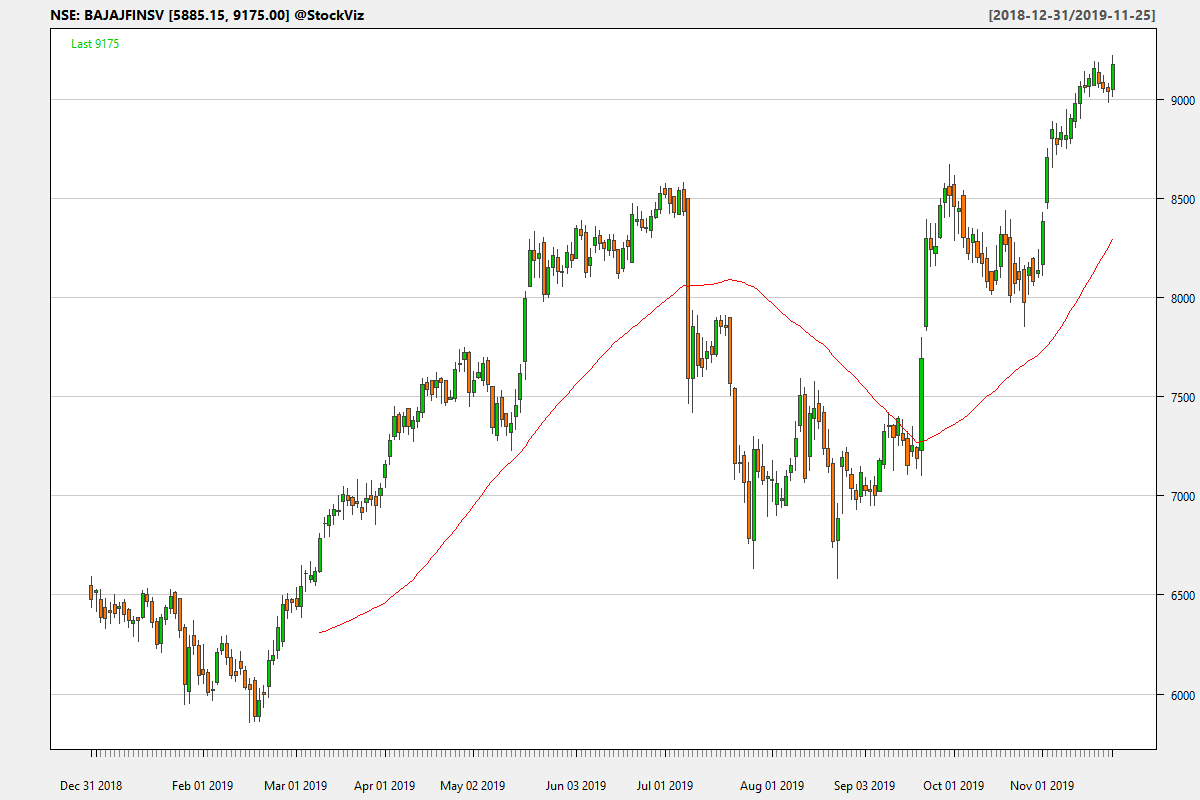 NSE: BAJAJFINSV [5885.15, 9175.00] @StockViz
[2018-12-31/2019-11-25]
Last 9175
9000
8500
8000
7500
7000
6500
6000
Dec 31 2018 Feb 01 2019 Mar 01 2019 Apr 01 2019 May 02 2019 Jun 03 2019 Jul 01 2019 Aug 01 2019 Sep 03 2019 Oct 01 2019 Nov 01 2019